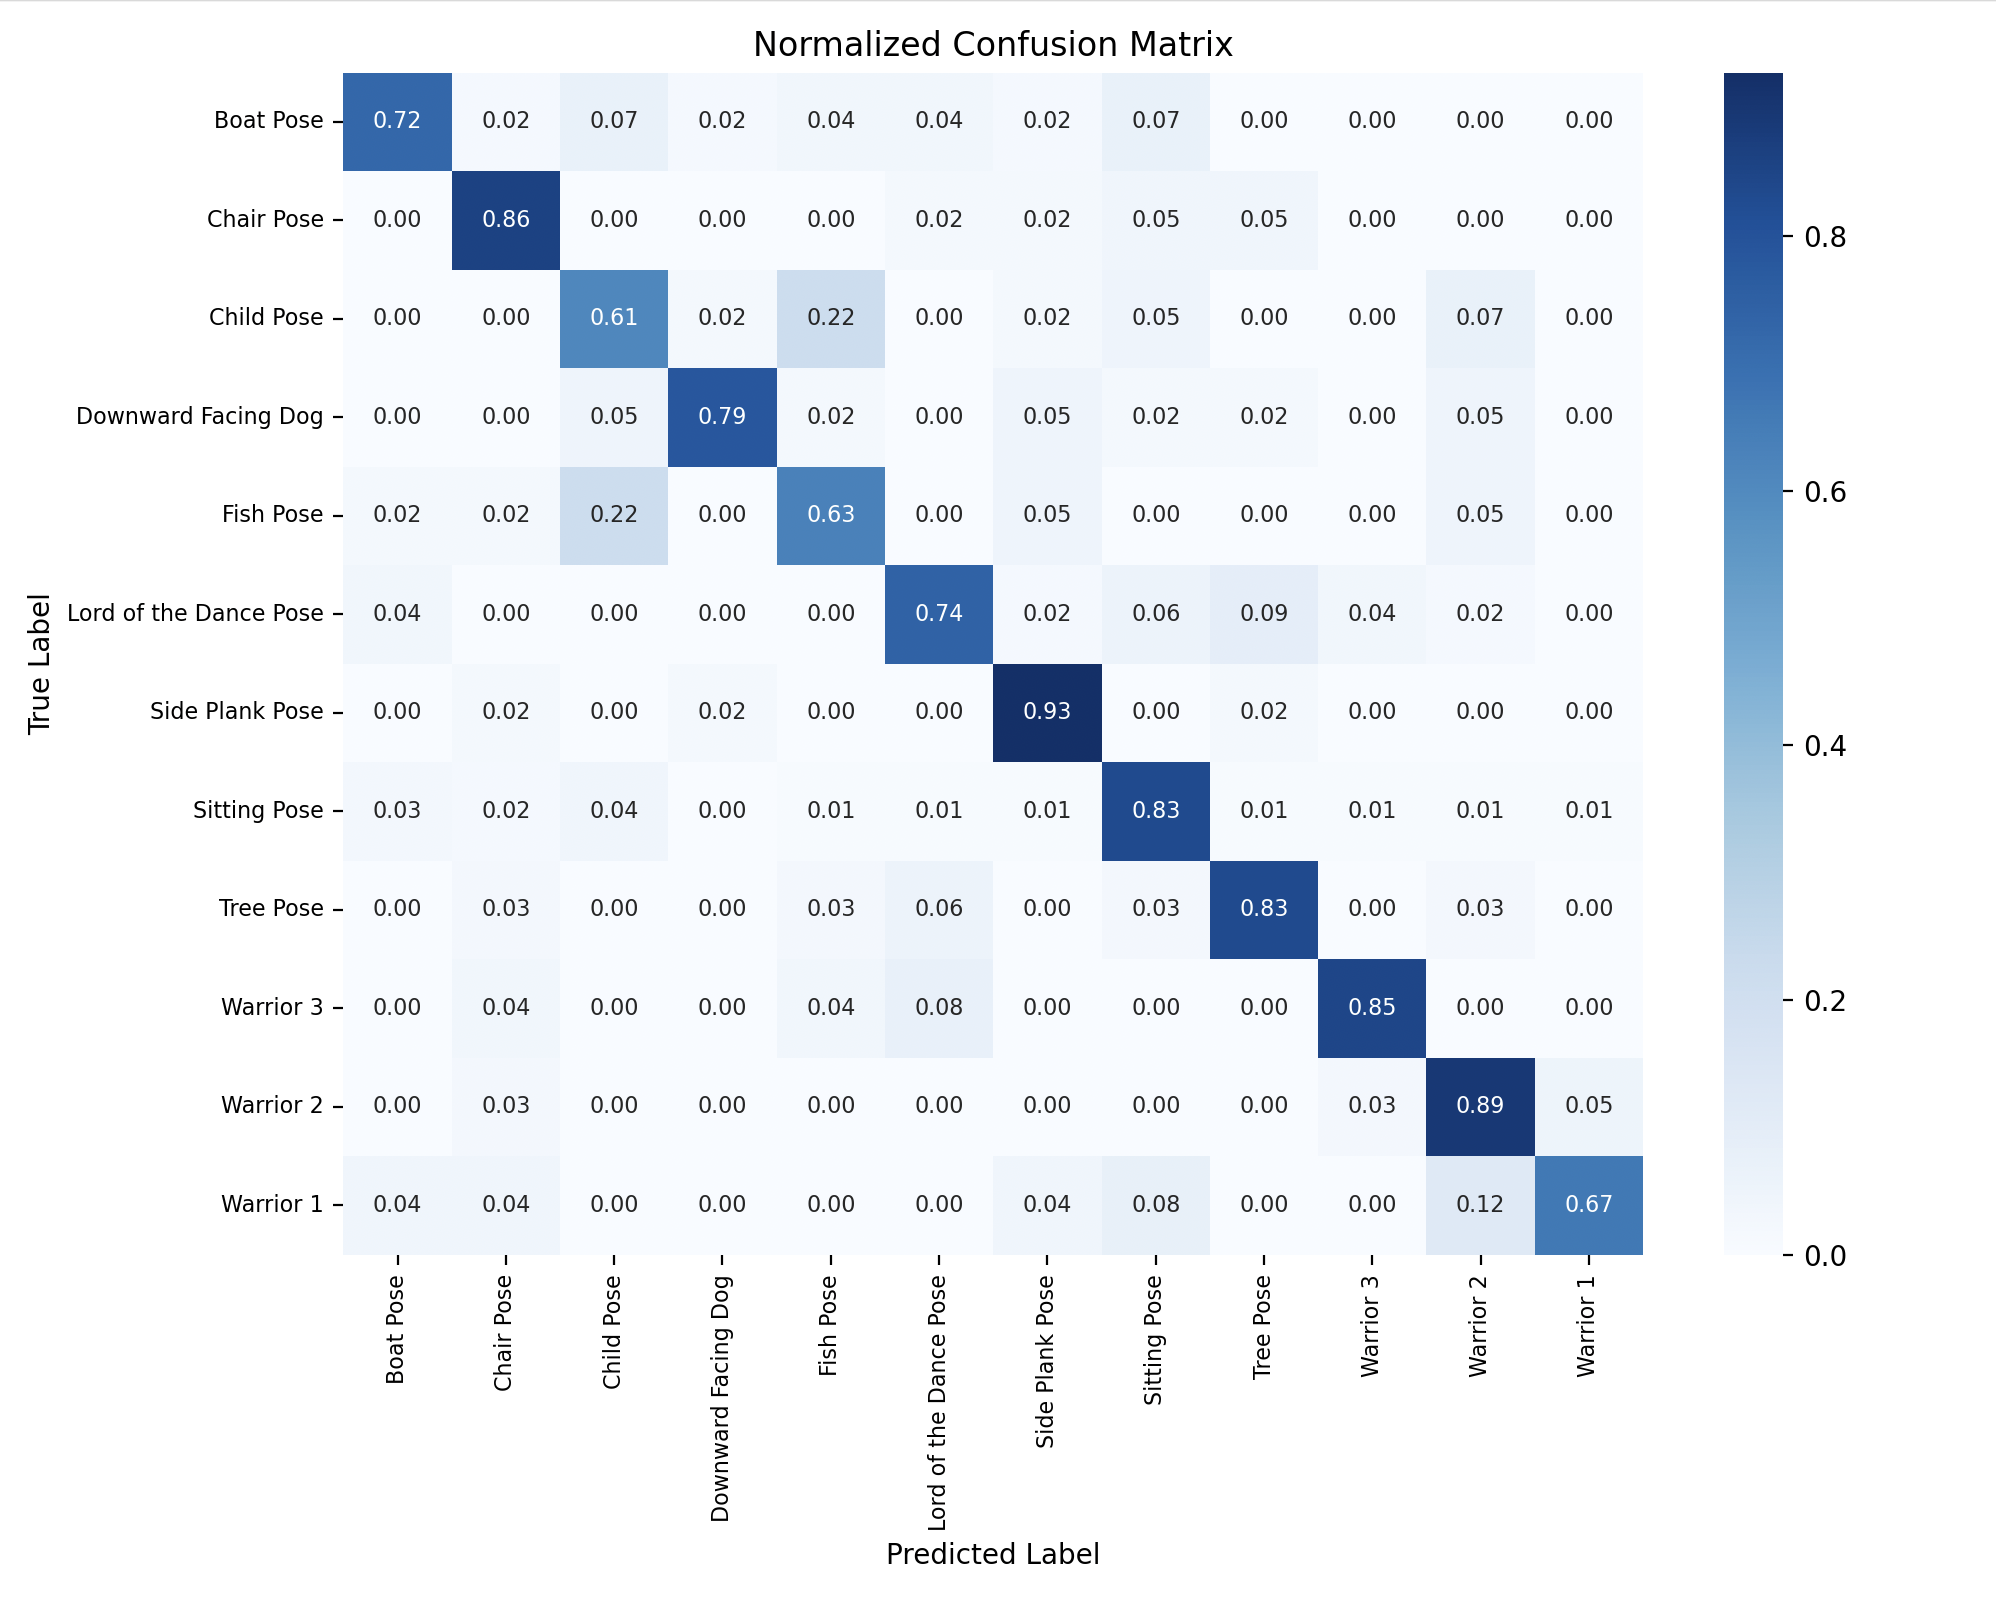 Normalized Confusion Matrix
Boat Pose 0.72 0.02 0.07 0.02 0.04 0.04 0.02 0.07 0.00 0.00 0.00 0.00
Chair Pose 0.00 0.86 0.00 0.00 0.00 0.02 0.02 0.05 0.05 0.00 0.00 0.00
Child Pose 0.00 0.00 0.61 0.02 0.22 0.00 0.02 0.05 0.00 0.00 0.07 0.00
Downward Facing Dog 0.00 0.00 0.05 0.79 0.02 0.00 0.05 0.02 0.02 0.00 0.05 0.00
Fish Pose 0.02 0.02 0.22 0.00 0.63 0.00 0.05 0.00 0.00 0.00 0.05 0.00
Lord of the Dance Pose 0.04 0.00 0.00 0.00 0.00 0.74 0.02 0.06 0.09 0.04 0.02 0.00
Side Plank Pose 0.00 0.02 0.00 0.02 0.00 0.00 0.93 0.00 0.02 0.00 0.00 0.00
Sitting Pose 0.03 0.02 0.04 0.00 0.01 0.01 0.01 0.83 0.01 0.01 0.01 0.01
Tree Pose 0.00 0.03 0.00 0.00 0.03 0.06 0.00 0.03 0.83 0.00 0.03 0.00
Warrior 3 0.00 0.04 0.00 0.00 0.04 0.08 0.00 0.00 0.00 0.85 0.00 0.00
Warrior 2 0.00 0.03 0.00 0.00 0.00 0.00 0.00 0.00 0.00 0.03 0.89 0.05
Warrior 1 0.04 0.04 0.00 0.00 0.00 0.00 0.04 0.08 0.00 0.00 0.12 0.67
True Label
Boat Pose
Chair Pose
Child Pose
Downward Facing Dog
Fish Pose
Lord of the Dance Pose
Side Plank Pose
Sitting Pose
Tree Pose
Warrior 3
Warrior 2
Warrior 1
Predicted Label
0.8
0.6
0.4
0.2
0.0